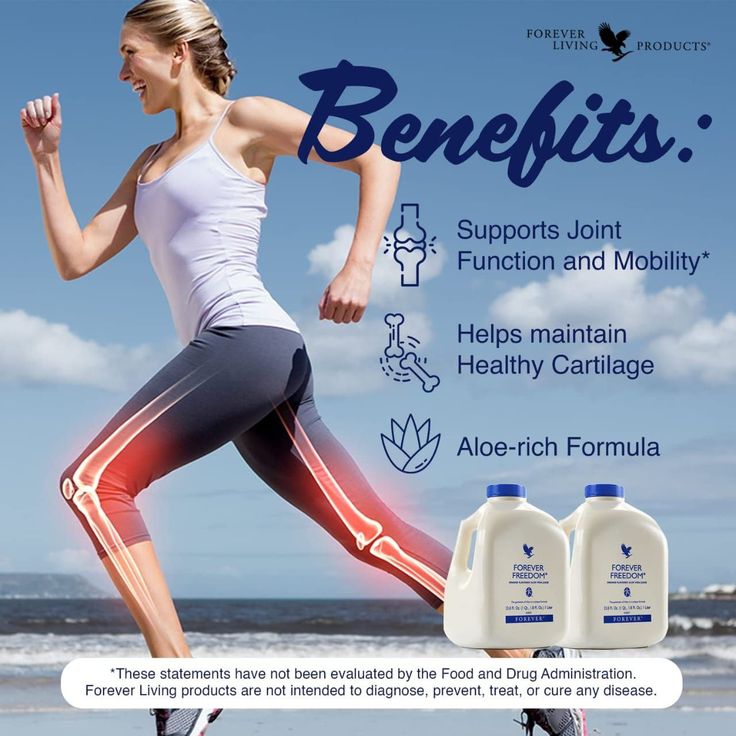 FOREVER
LIVING PRODUCTS®
Benefits:
Supports Joint
Function and Mobility*
Helps maintain
Healthy Cartilage
Aloe-rich Formula
FOREVER
FREEDOM®
FOREVER®
FOREVER
FREEDOM®
FOREVER®
*These statements have not been evaluated by the Food and Drug Administration.
Forever Living products are not intended to diagnose, prevent, treat, or cure any disease.